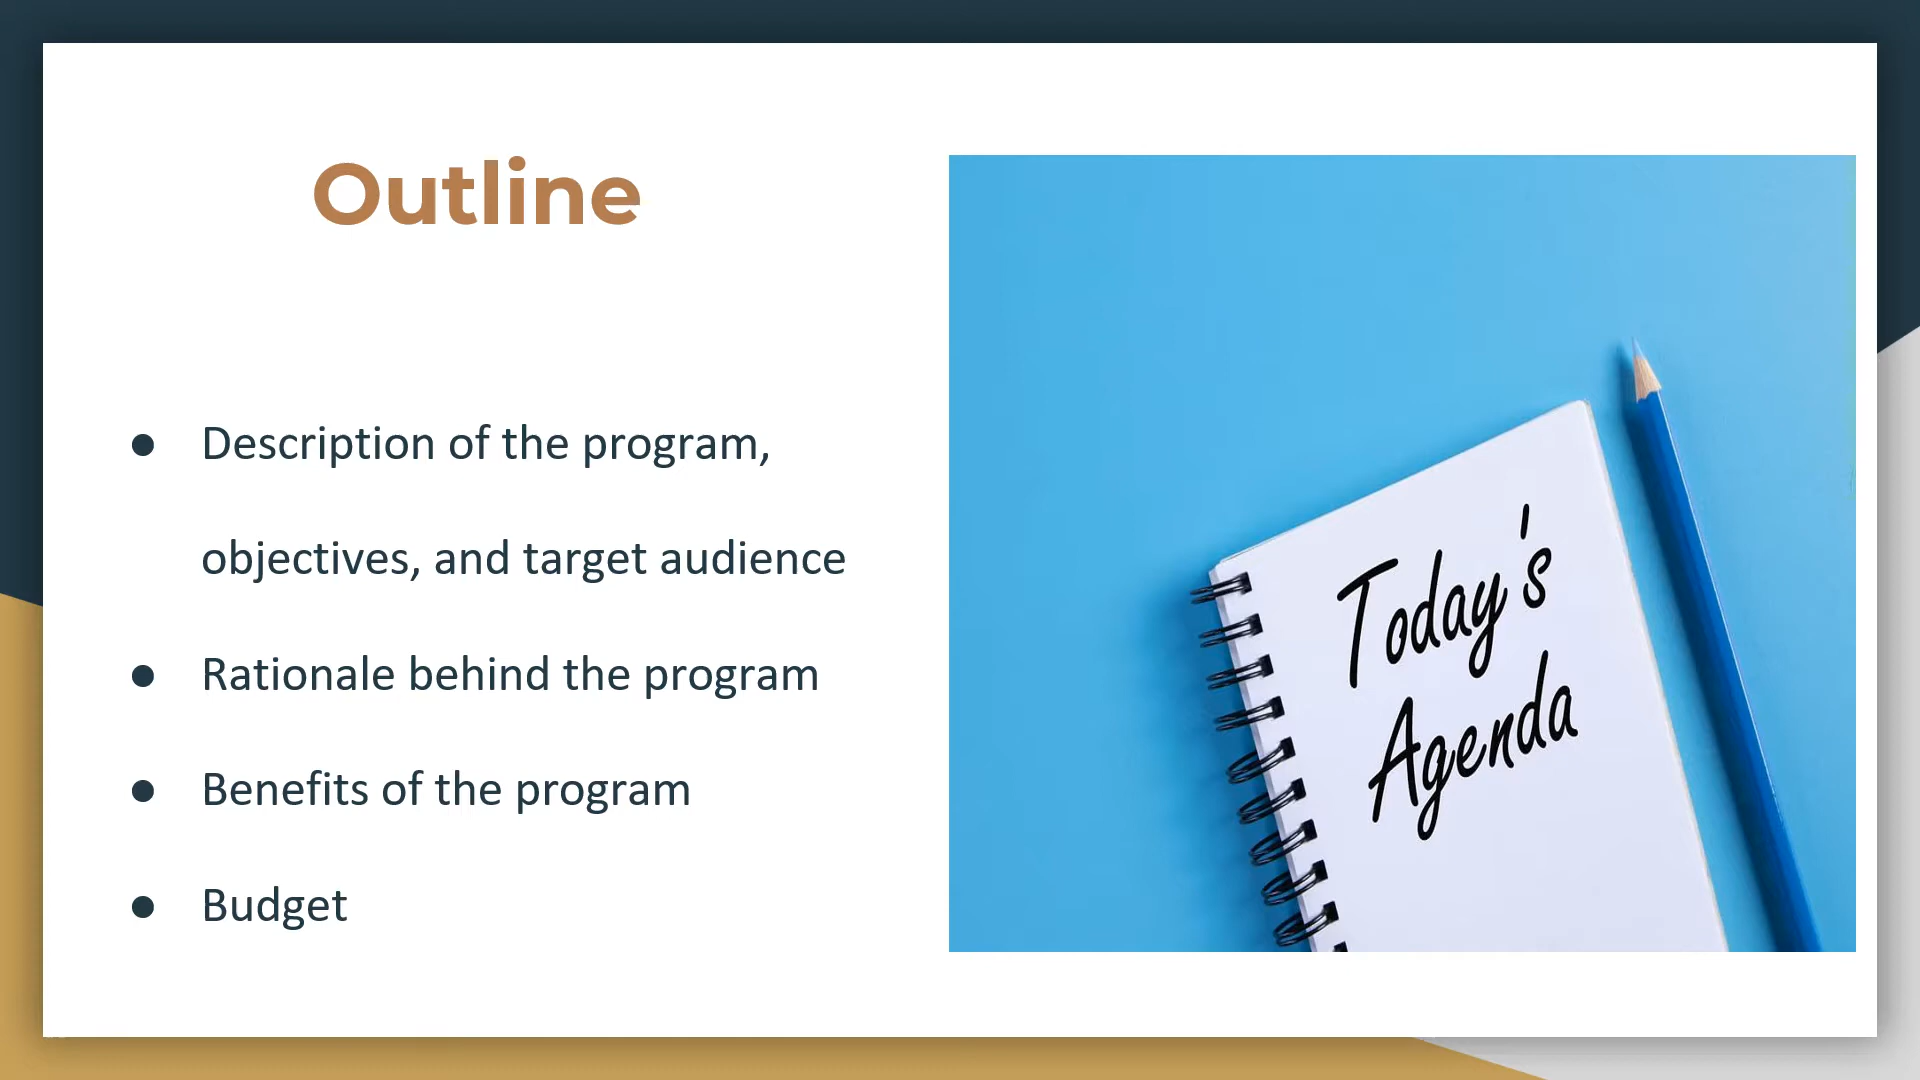 Outline
● Description of the program,
objectives, and target audience
● Rationale behind the program
● Benefits of the program
● Budget
Today's
Agenda